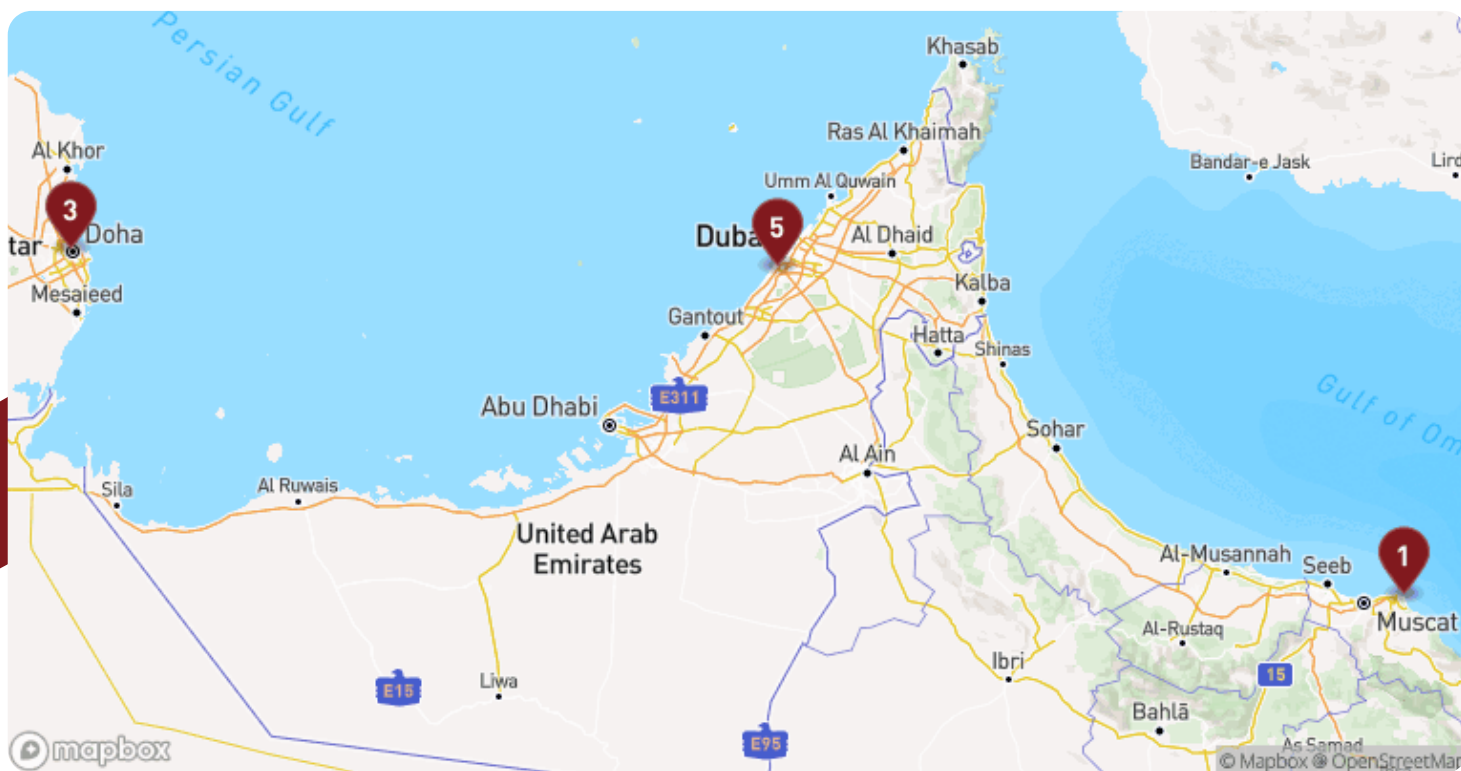 Persian Gulf
Khasab
Ras Al Khaimah
Al Khor
Bandar-e Jask
Lird
Umm Al Quwain
3
5
tar
Doha
Duba
Al Dhaid
Mesaieed
Kalba
Gantout
Hatta
Shinas
E311
Abu Dhabi
Gulf of Om
Sohar
Al Ain
Sila
Al Ruwais
United Arab
Emirates
1
Al-Musannah
Seeb
Muscat
Al-Rustaq
Ibri
15
E15
Liwa
Bahlā
E95
As Samad
mapbox
© Mapbox © OpenStreetMap